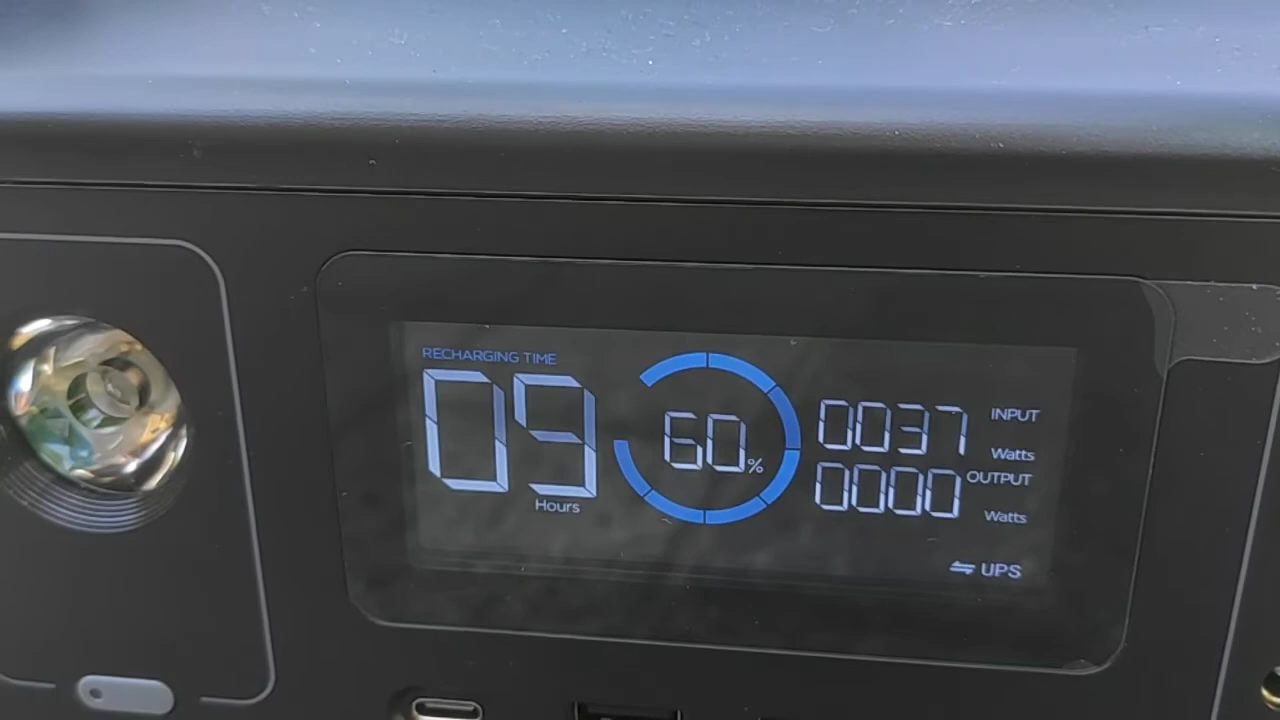 RECHARGING TIME
09
Hours
60%
0037 INPUT
Watts
0000 OUTPUT
Watts
⇋ UPS